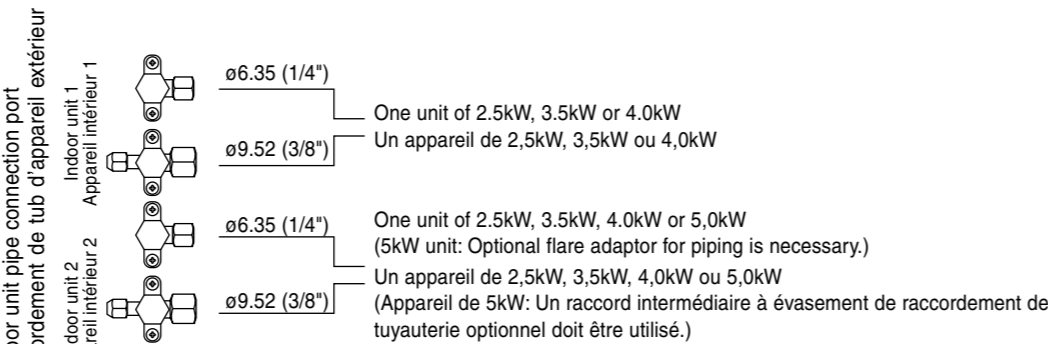 unit pipe connection port
de tub d'appareil extérieur
Indoor unit 1
Appareil intérieur 1
ø6.35 (1/4")
ø9.52 (3/8")
One unit of 2.5kW, 3.5kW or 4.0kW
Un appareil de 2,5kW, 3,5kW ou 4,0kW
unit 2
intérieur 2
ø6.35 (1/4")
ø9.52 (3/8")
One unit of 2.5kW, 3.5kW, 4.0kW or 5,0kW
(5kW unit: Optional flare adaptor for piping is necessary.)
Un appareil de 2,5kW, 3,5kW, 4,0kW ou 5,0kW
(Appareil de 5kW: Un raccord intermédiaire à évasement de raccordement de
tuyauterie optionnel doit être utilisé.)